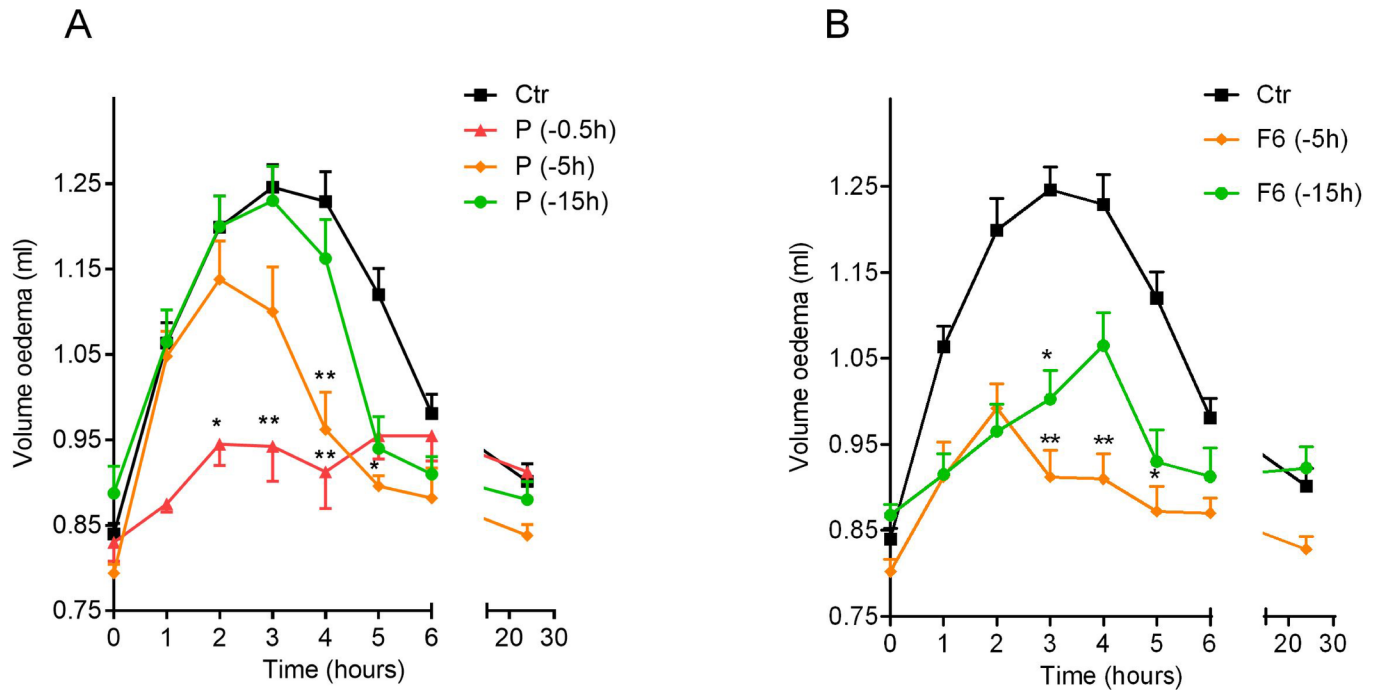 A
B
Ctr
P (-0.5h)
P (-5h)
P (-15h)
Ctr
F6 (-5h)
F6 (-15h)
Volume oedema (ml)
1.25
1.15
1.05
0.95
0.85
0.75
* ** ** ** *
0 1 2 3 4 5 6 20 30
Time (hours)
Volume oedema (ml)
1.25
1.15
1.05
0.95
0.85
0.75
* ** ** *
0 1 2 3 4 5 6 20 30
Time (hours)